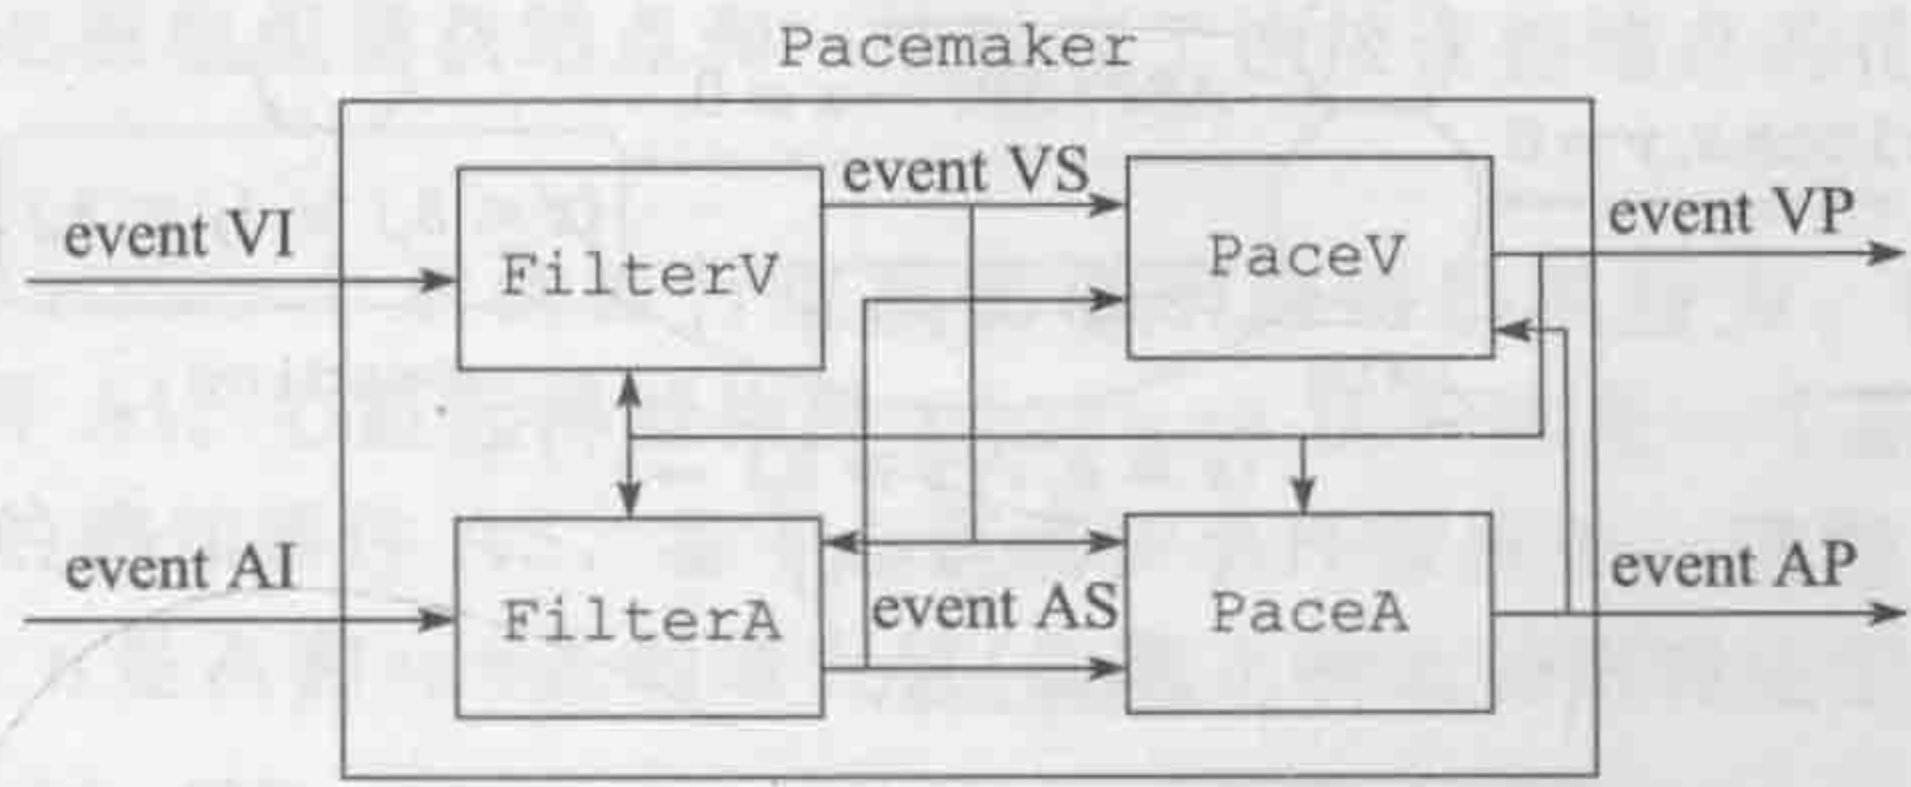 Pacemaker
event VS
event VI
FilterV
PaceV
event VP
event AI
FilterA
event AS
PaceA
event AP